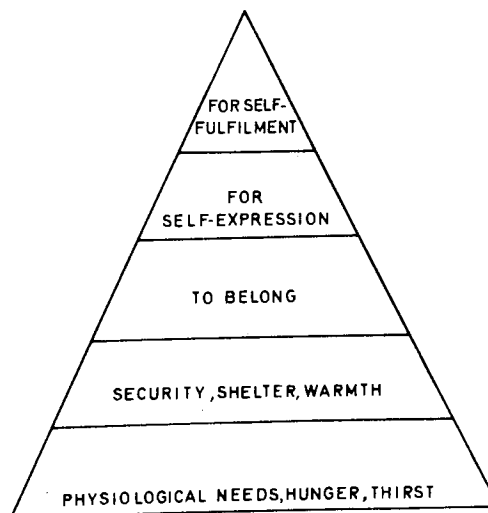 FOR SELF-
FULFILMENT
FOR
SELF-EXPRESSION
TO BELONG
SECURITY, SHELTER, WARMTH
PHYSIOLOGICAL NEEDS, HUNGER, THIRST